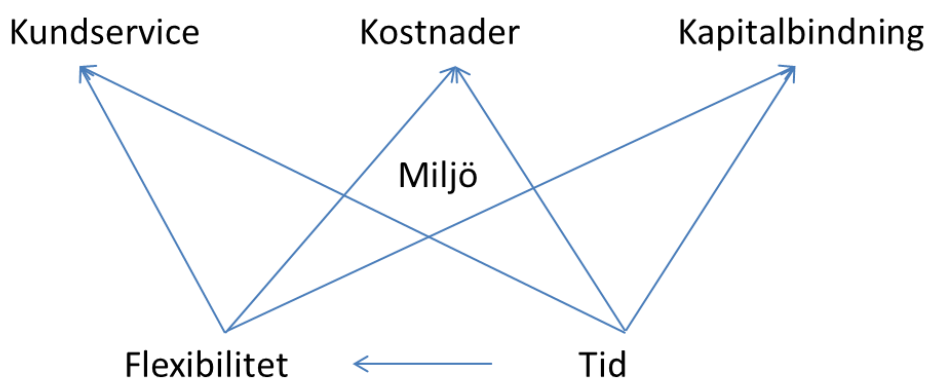 Kundservice
Kostnader
Kapitalbindning
Miljö
Flexibilitet
Tid